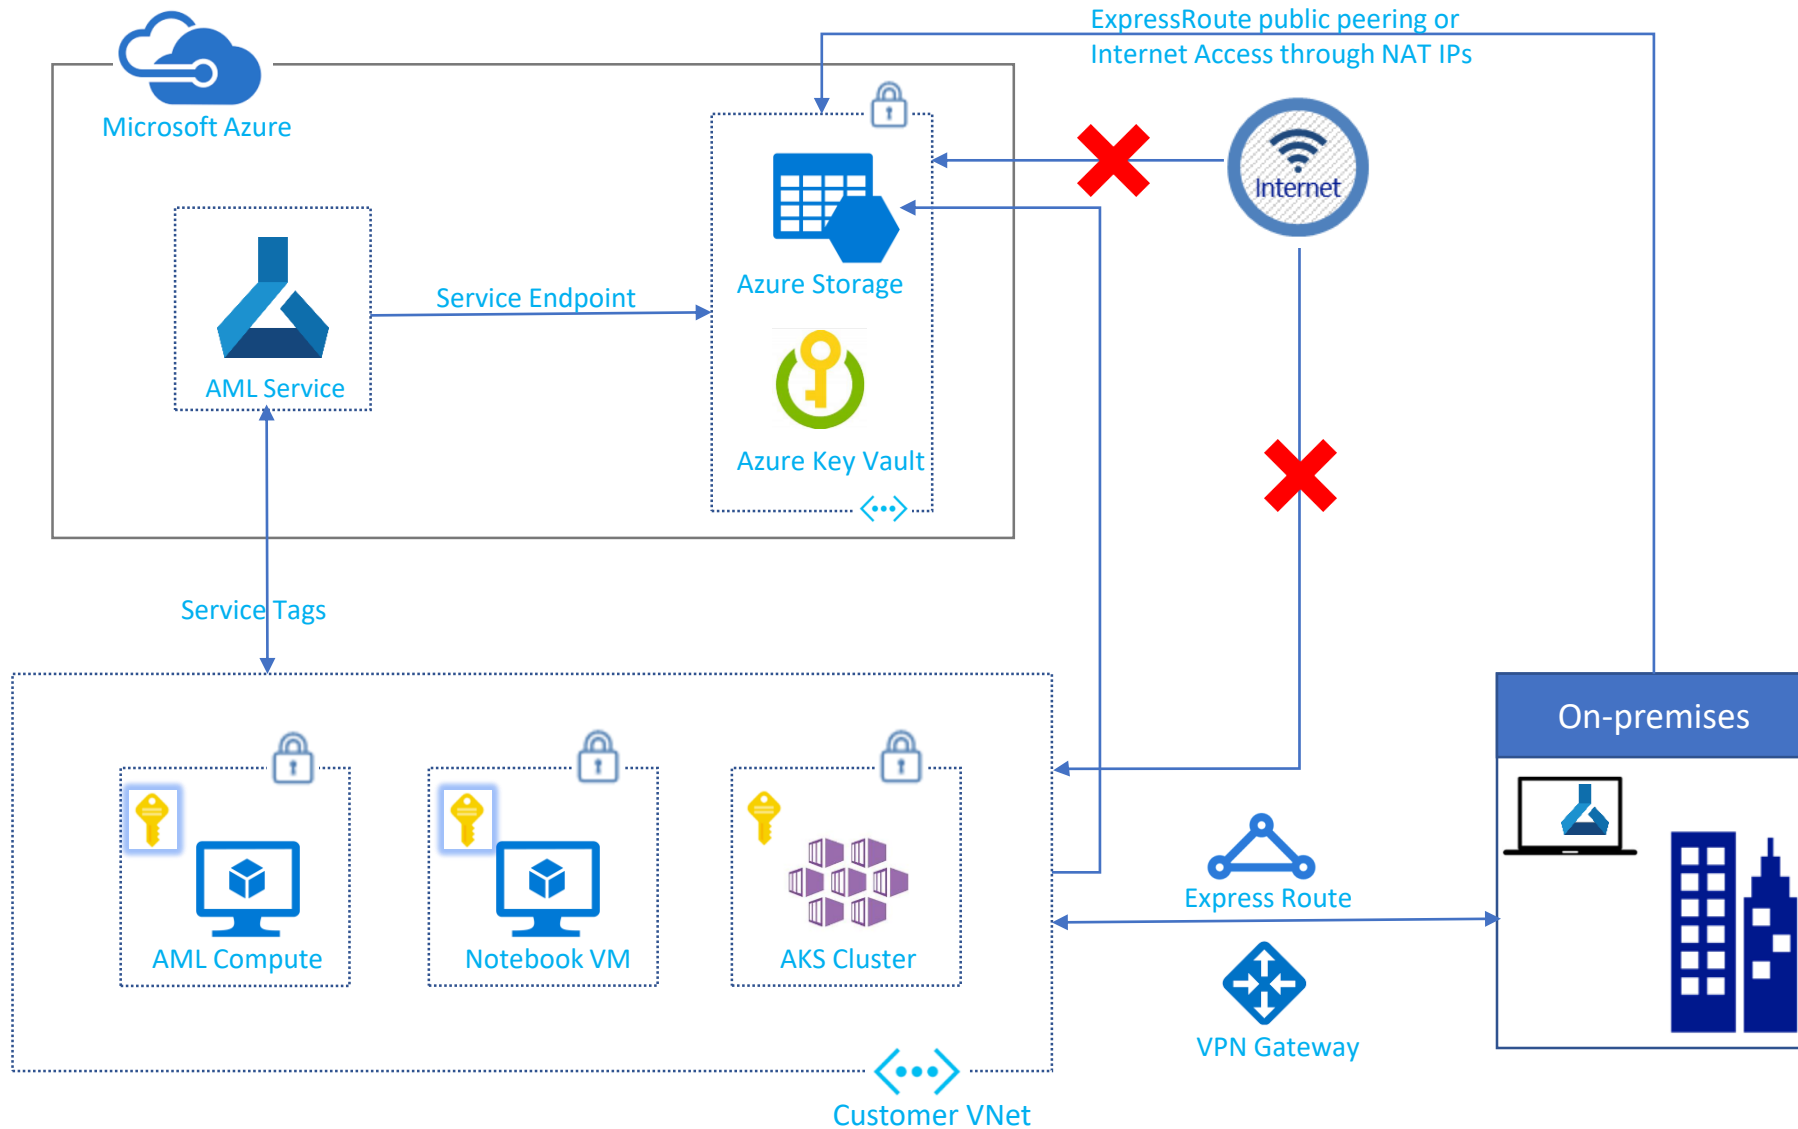 ExpressRoute public peering or
Internet Access through NAT IPs
Microsoft Azure
Internet
Azure Storage
Service Endpoint
AML Service
Azure Key Vault
Service Tags
On-premises
Express Route
AML Compute
Notebook VM
AKS Cluster
VPN Gateway
Customer VNet